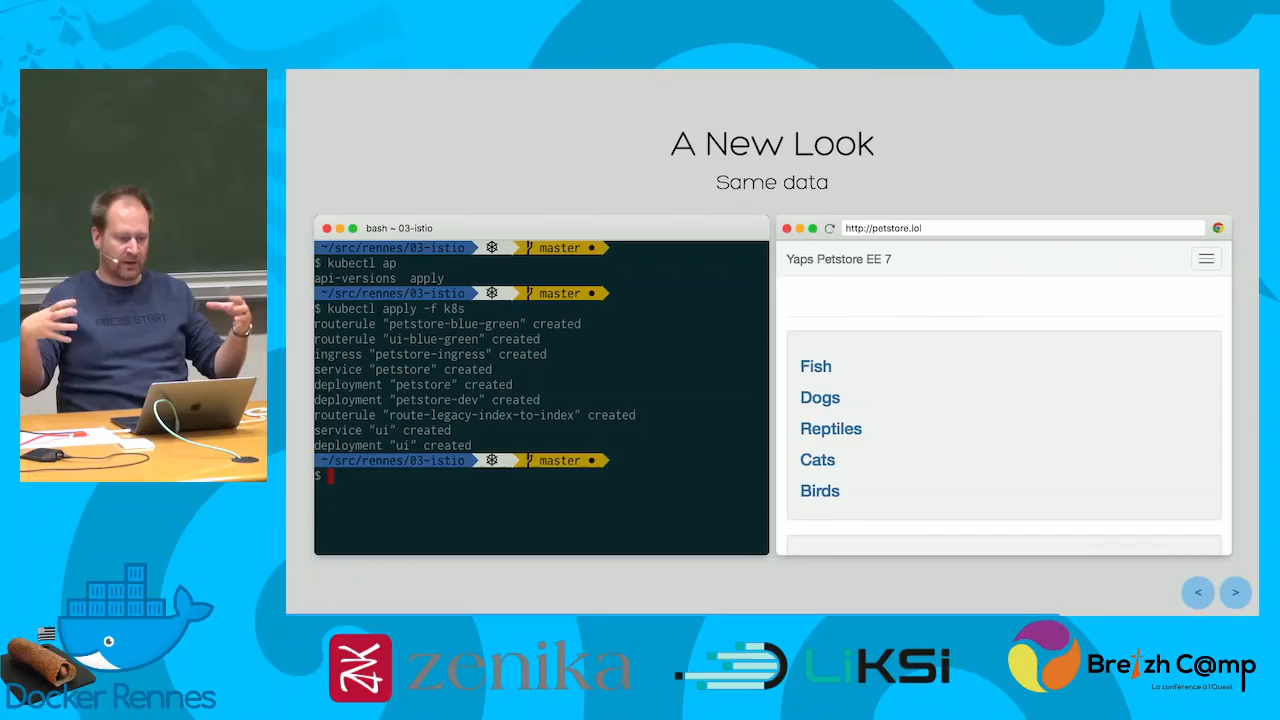 A New Look
Same data
bash ~ 03-istio
~/src/rennes/03-istio master
$ kubectl ap
api-versions apply
~/src/rennes/03-istio master
$ kubectl apply -f k8s
routerule "petstore-blue-green" created
routerule "ui-blue-green" created
ingress "petstore-ingress" created
service "petstore" created
deployment "petstore" created
deployment "petstore-dev" created
routerule "route-legacy-index-to-index" created
service "ui" created
deployment "ui" created
~/src/rennes/03-istio master
$
http://petstore.lol
Yaps Petstore EE 7
Fish
Dogs
Reptiles
Cats
Birds
< >
PRESS START
Docker Rennes
zenika
LiKSi
Breizh C@mp
La conférence à l'Ouest